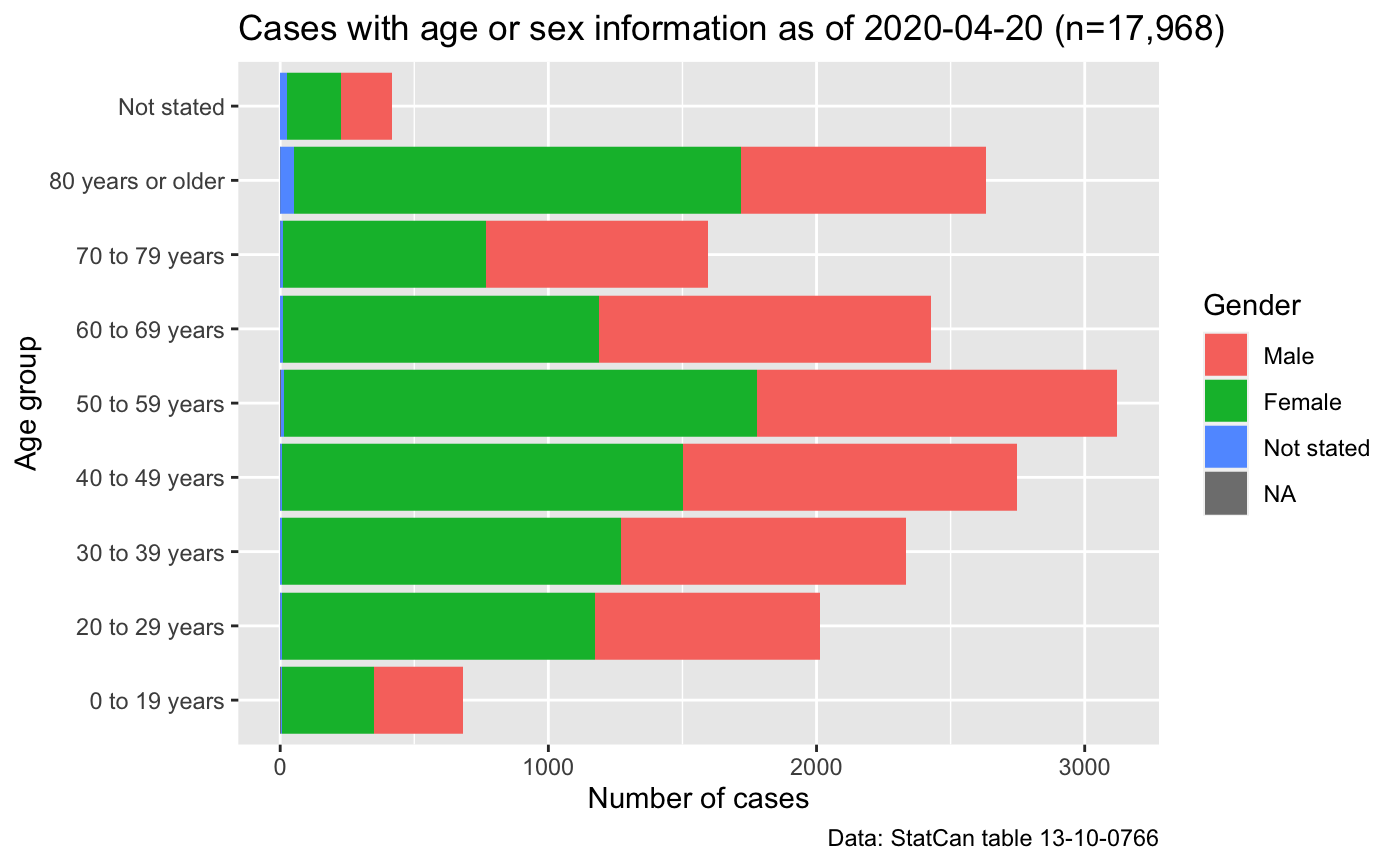 Cases with age or sex information as of 2020-04-20 (n=17,968)
Age group
Not stated
80 years or older
70 to 79 years
60 to 69 years
50 to 59 years
40 to 49 years
30 to 39 years
20 to 29 years
0 to 19 years
0 1000 2000 3000
Number of cases
Gender
Male
Female
Not stated
NA
Data: StatCan table 13-10-0766